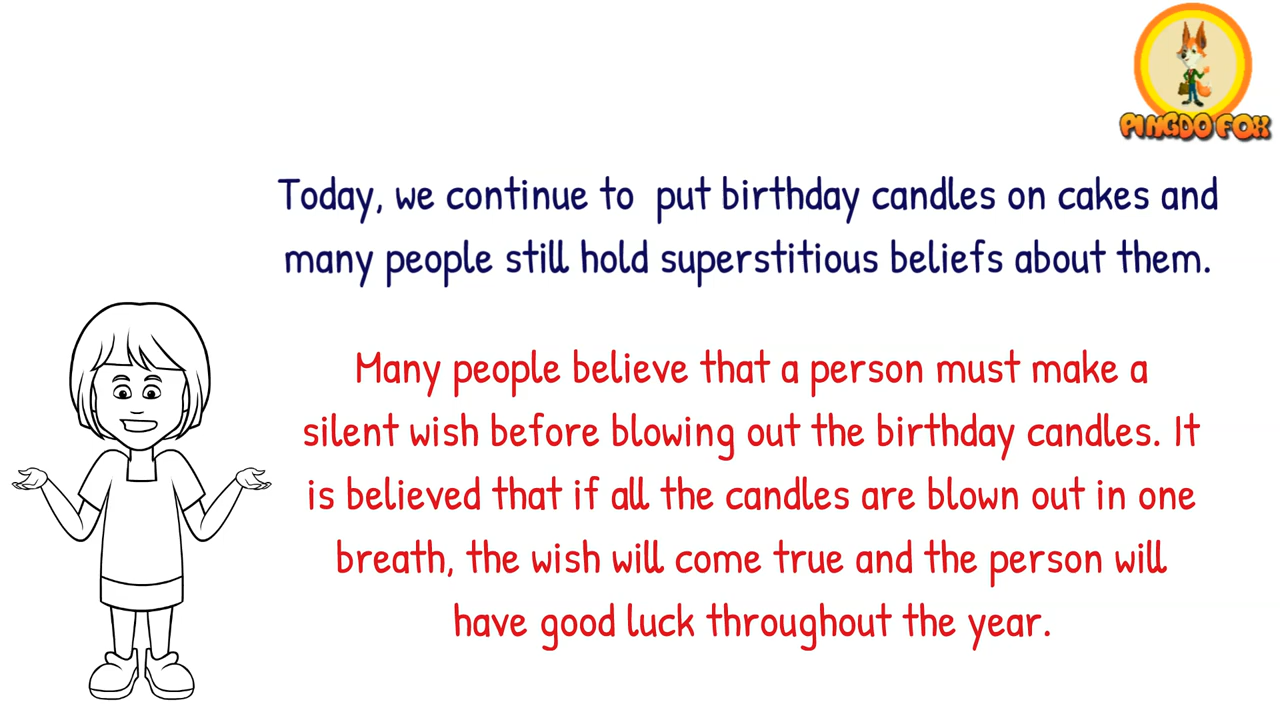 PINGDO FOX
Today, we continue to  put birthday candles on cakes and
many people still hold superstitious beliefs about them.
Many people believe that a person must make a
silent wish before blowing out the birthday candles. It
is believed that if all the candles are blown out in one
breath, the wish will come true and the person will
have good luck throughout the year.